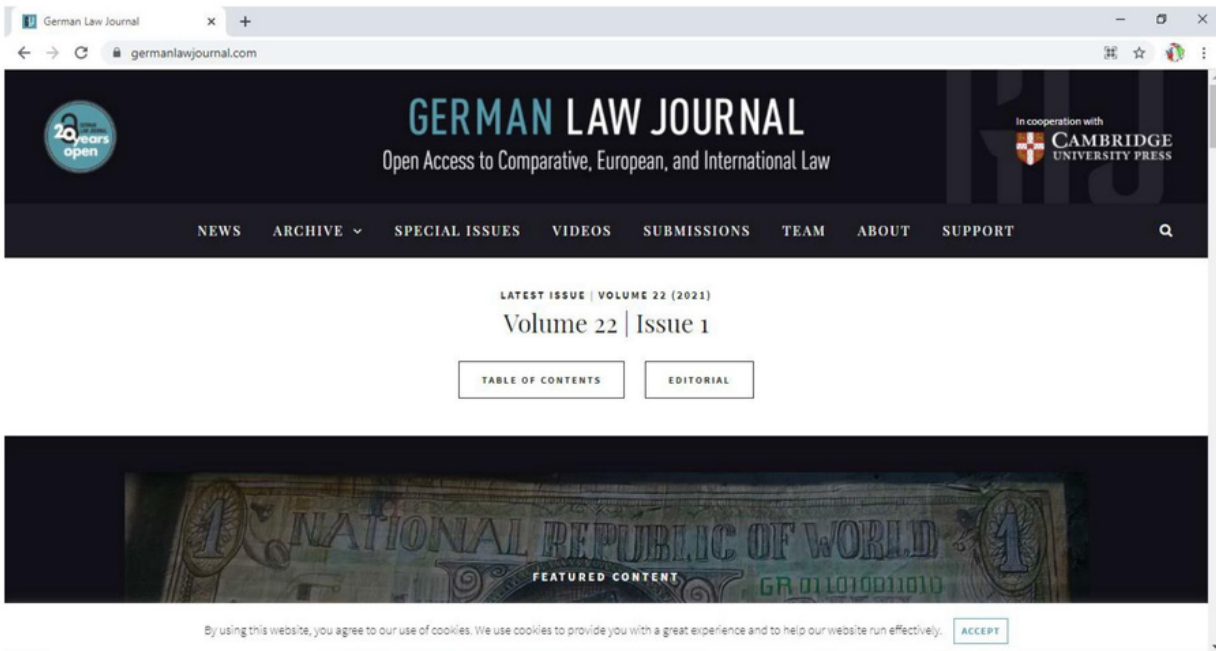 German Law Journal
germanlawjournal.com
20 years open
GERMAN LAW JOURNAL
Open Access to Comparative, European, and International Law
In cooperation with
CAMBRIDGE
UNIVERSITY PRESS
NEWS ARCHIVE SPECIAL ISSUES VIDEOS SUBMISSIONS TEAM ABOUT SUPPORT
LATEST ISSUE | VOLUME 22 (2021)
Volume 22 | Issue 1
TABLE OF CONTENTS EDITORIAL
1 NATIONAL REPUBLIC OF WORLD 1
FEATURED CONTENT
By using this website, you agree to our use of cookies. We use cookies to provide you with a great experience and to help our website run effectively. ACCEPT